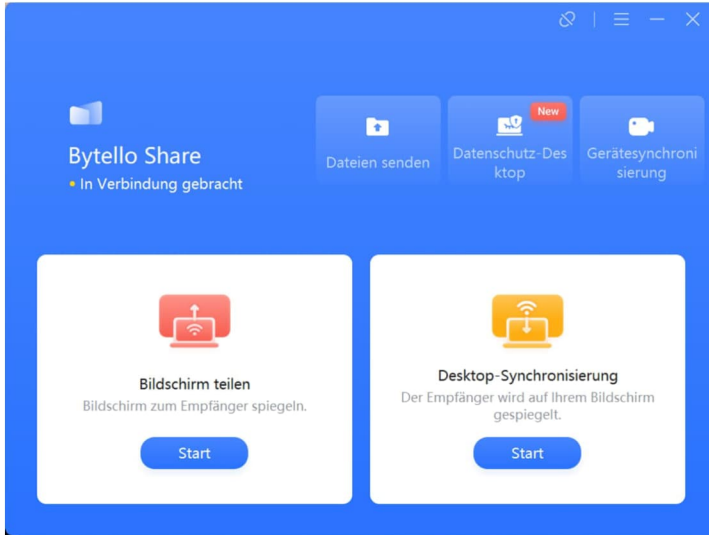 Bytello Share
• In Verbindung gebracht
Dateien senden
New
Datenschutz-Des
ktop
Gerätesynchroni
sierung
Bildschirm teilen
Bildschirm zum Empfänger spiegeln.
Start
Desktop-Synchronisierung
Der Empfänger wird auf Ihrem Bildschirm
gespiegelt.
Start